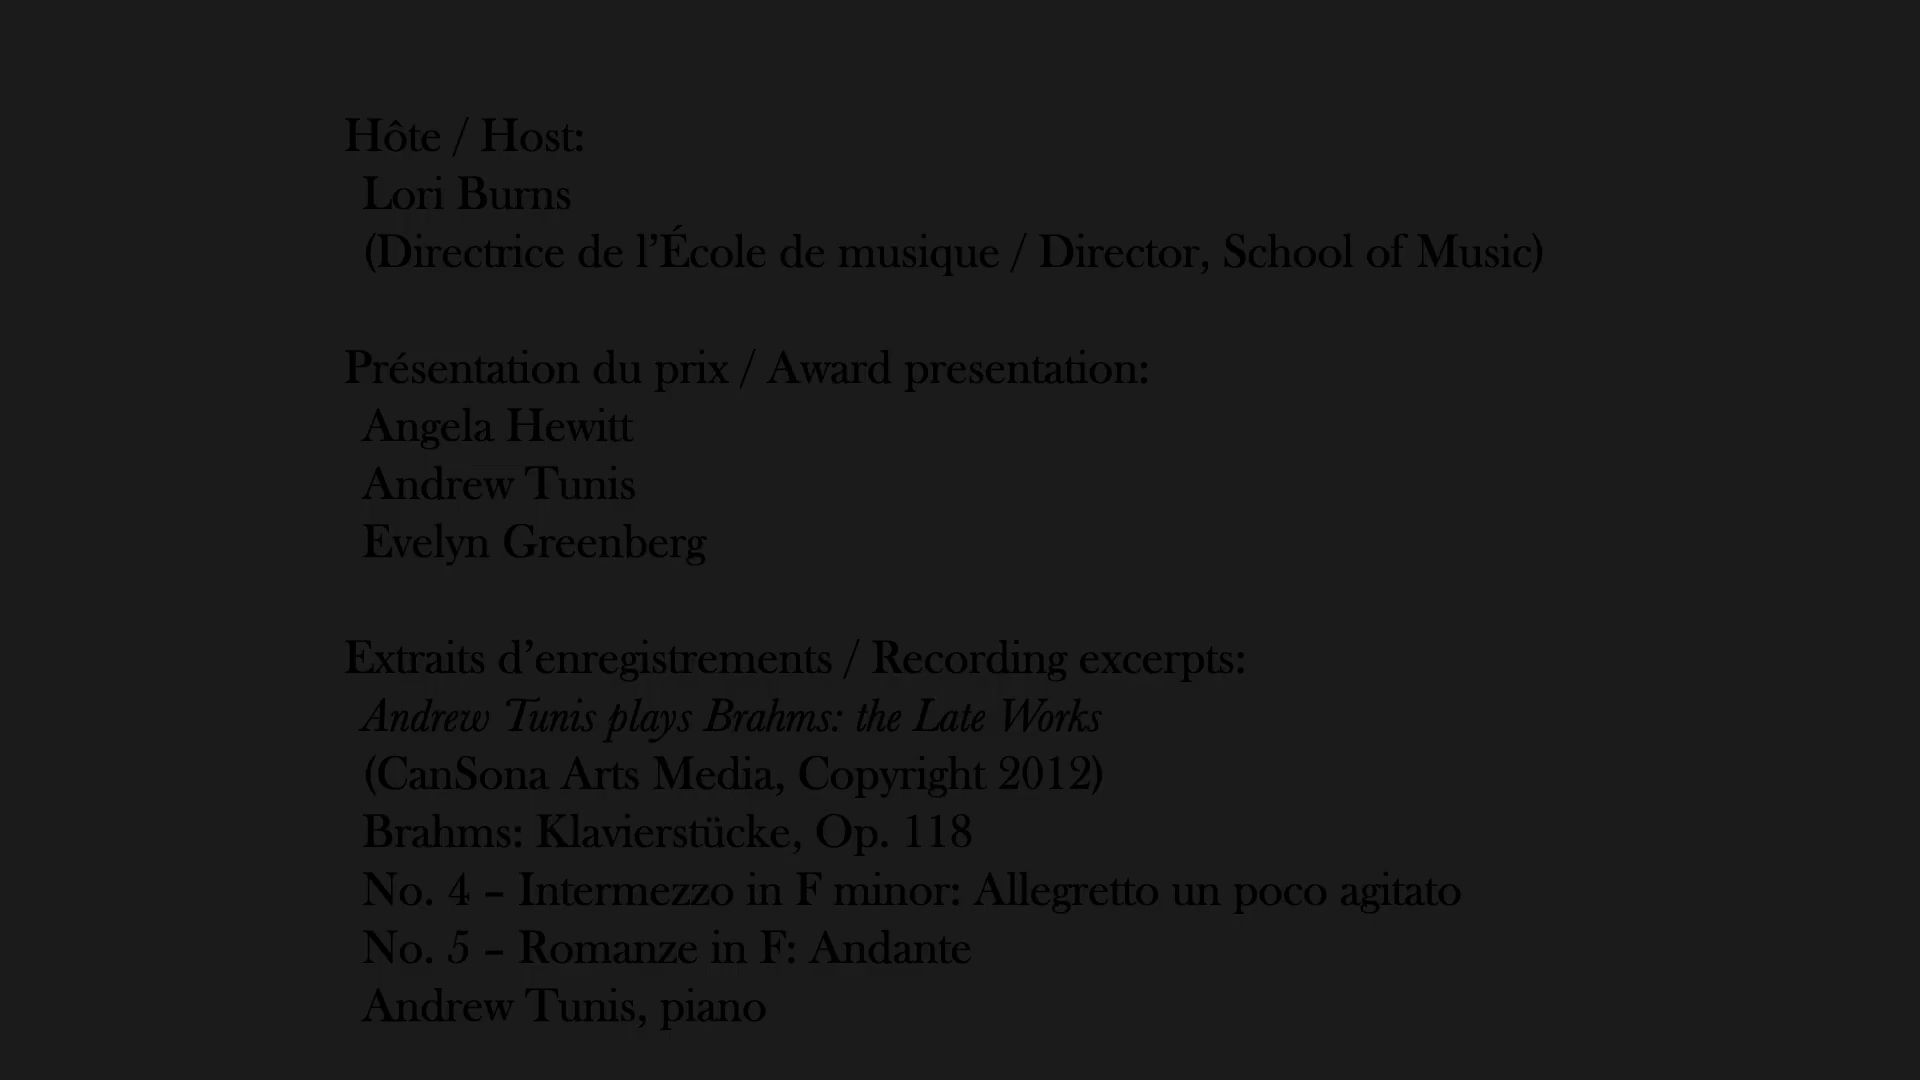 Hôte / Host:
Lori Burns
(Directrice de l’École de musique / Director, School of Music)
Présentation du prix / Award presentation:
Angela Hewitt
Andrew Tunis
Evelyn Greenberg
Extraits d’enregistrements / Recording excerpts:
Andrew Tunis plays Brahms: the Late Works
(CanSona Arts Media, Copyright 2012)
Brahms: Klavierstücke, Op. 118
No. 4 – Intermezzo in F minor: Allegretto un poco agitato
No. 5 – Romanze in F: Andante
Andrew Tunis, piano